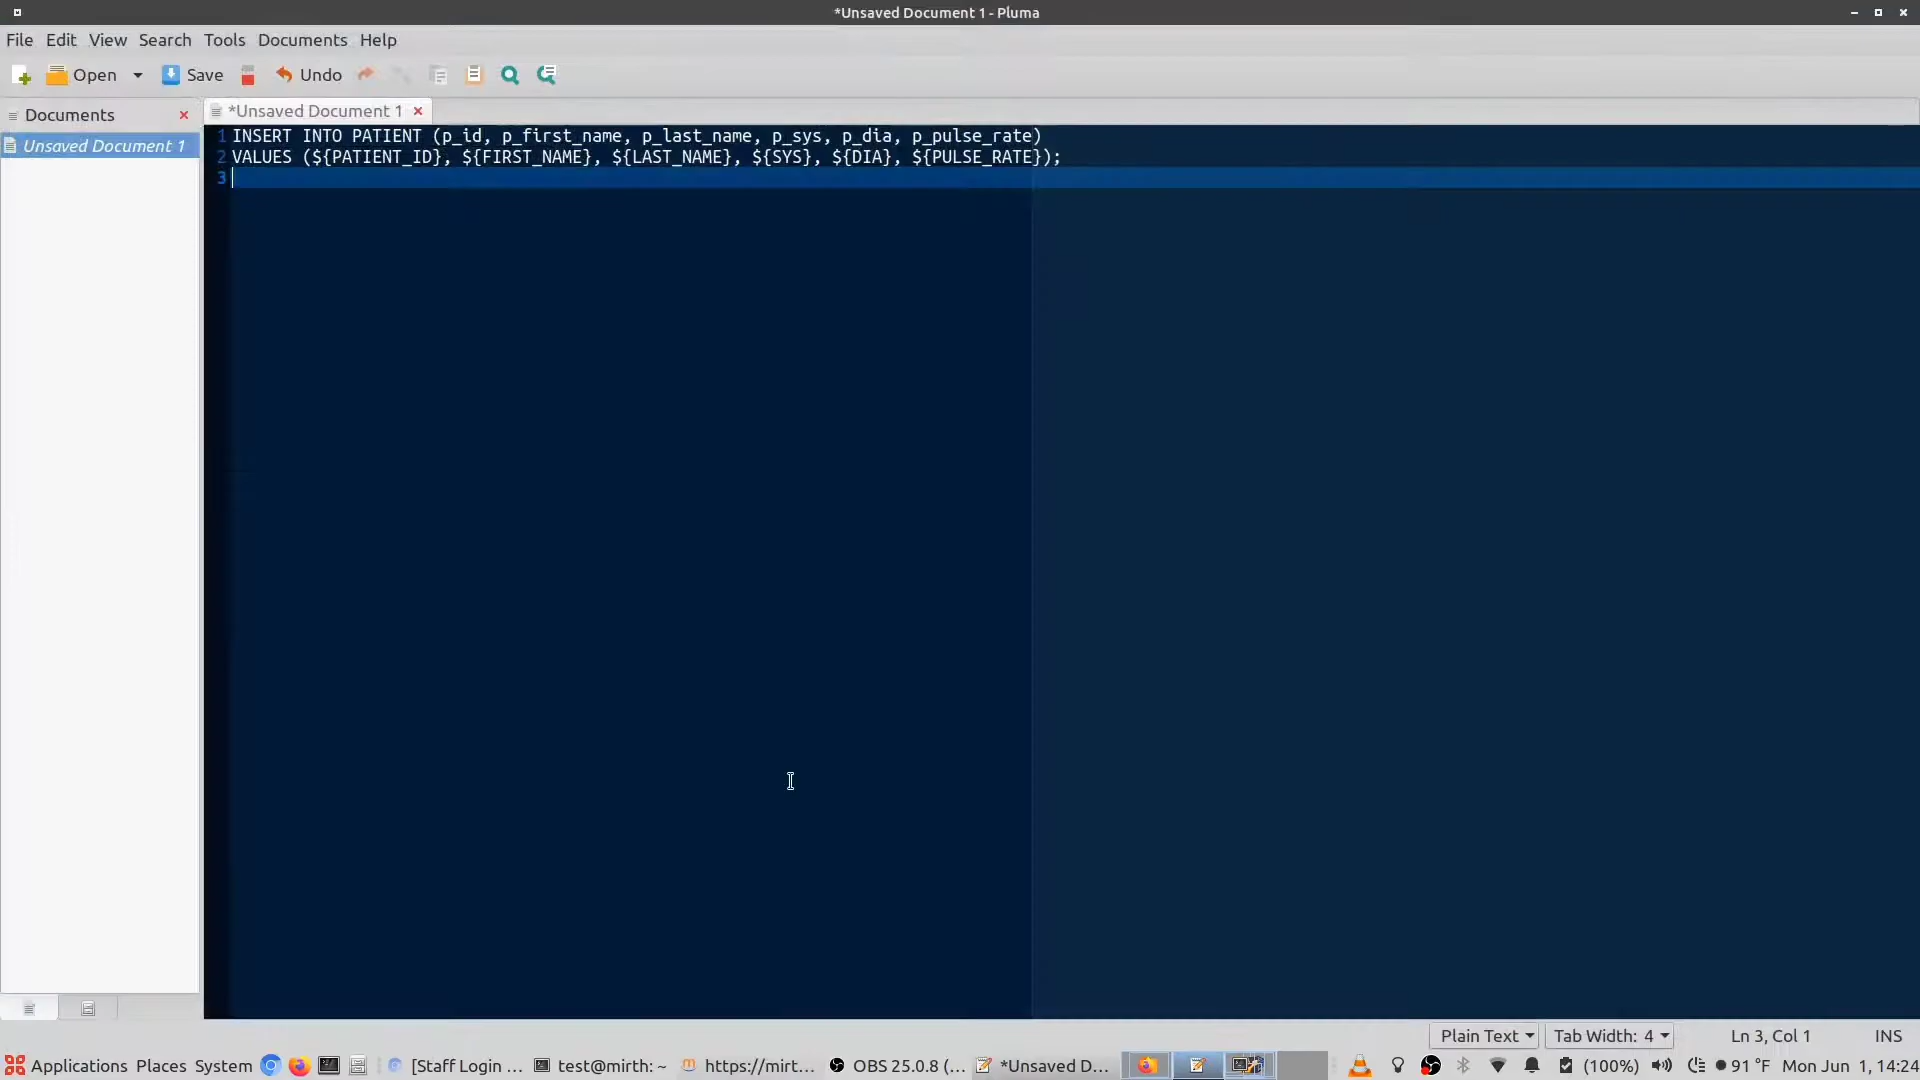 *Unsaved Document 1 - Pluma
File Edit View Search Tools Documents Help
Open Save Undo
Documents
*Unsaved Document 1
Unsaved Document 1
1 INSERT INTO PATIENT (p_id, p_first_name, p_last_name, p_sys, p_dia, p_pulse_rate)
2 VALUES (${PATIENT_ID}, ${FIRST_NAME}, ${LAST_NAME}, ${SYS}, ${DIA}, ${PULSE_RATE});
3
Plain Text Tab Width: 4 Ln 3, Col 1 INS
Applications Places System [Staff Login ... test@mirth: ~ https://mirt... OBS 25.0.8 (... *Unsaved D... (100%) 91 °F Mon Jun 1, 14:24